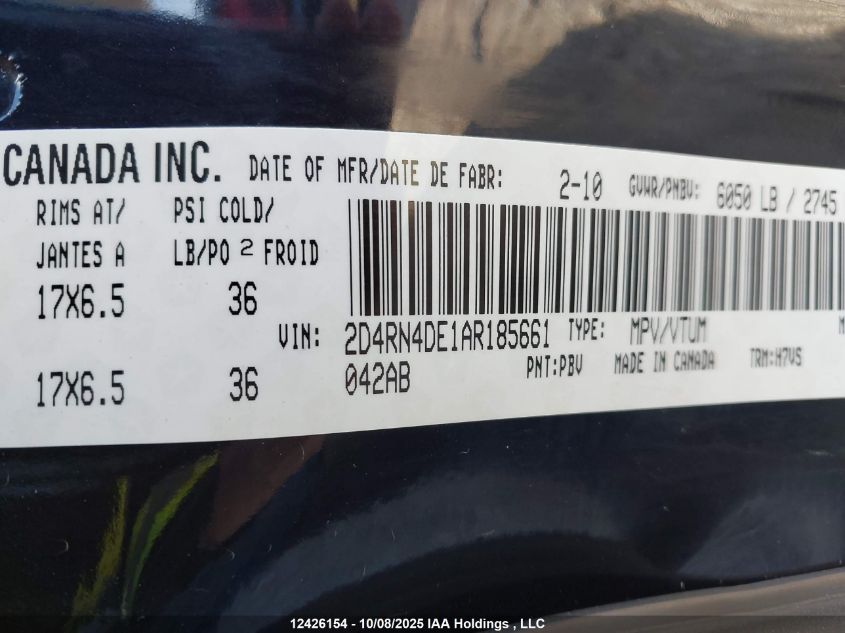 CANADA INC. DATE OF MFR/DATE DE FABR: 2-10 GVWR/PNBV: 6050 LB / 2745
RIMS AT/ PSI COLD/
JANTES A LB/PO 2 FROID
17X6.5 36
VIN: 2D4RN4DE1AR185661 TYPE: MPV/VTUM
17X6.5 36 042AB PNT:PBV MADE IN CANADA TRM:H7VS
12426154 - 10/08/2025 IAA Holdings , LLC